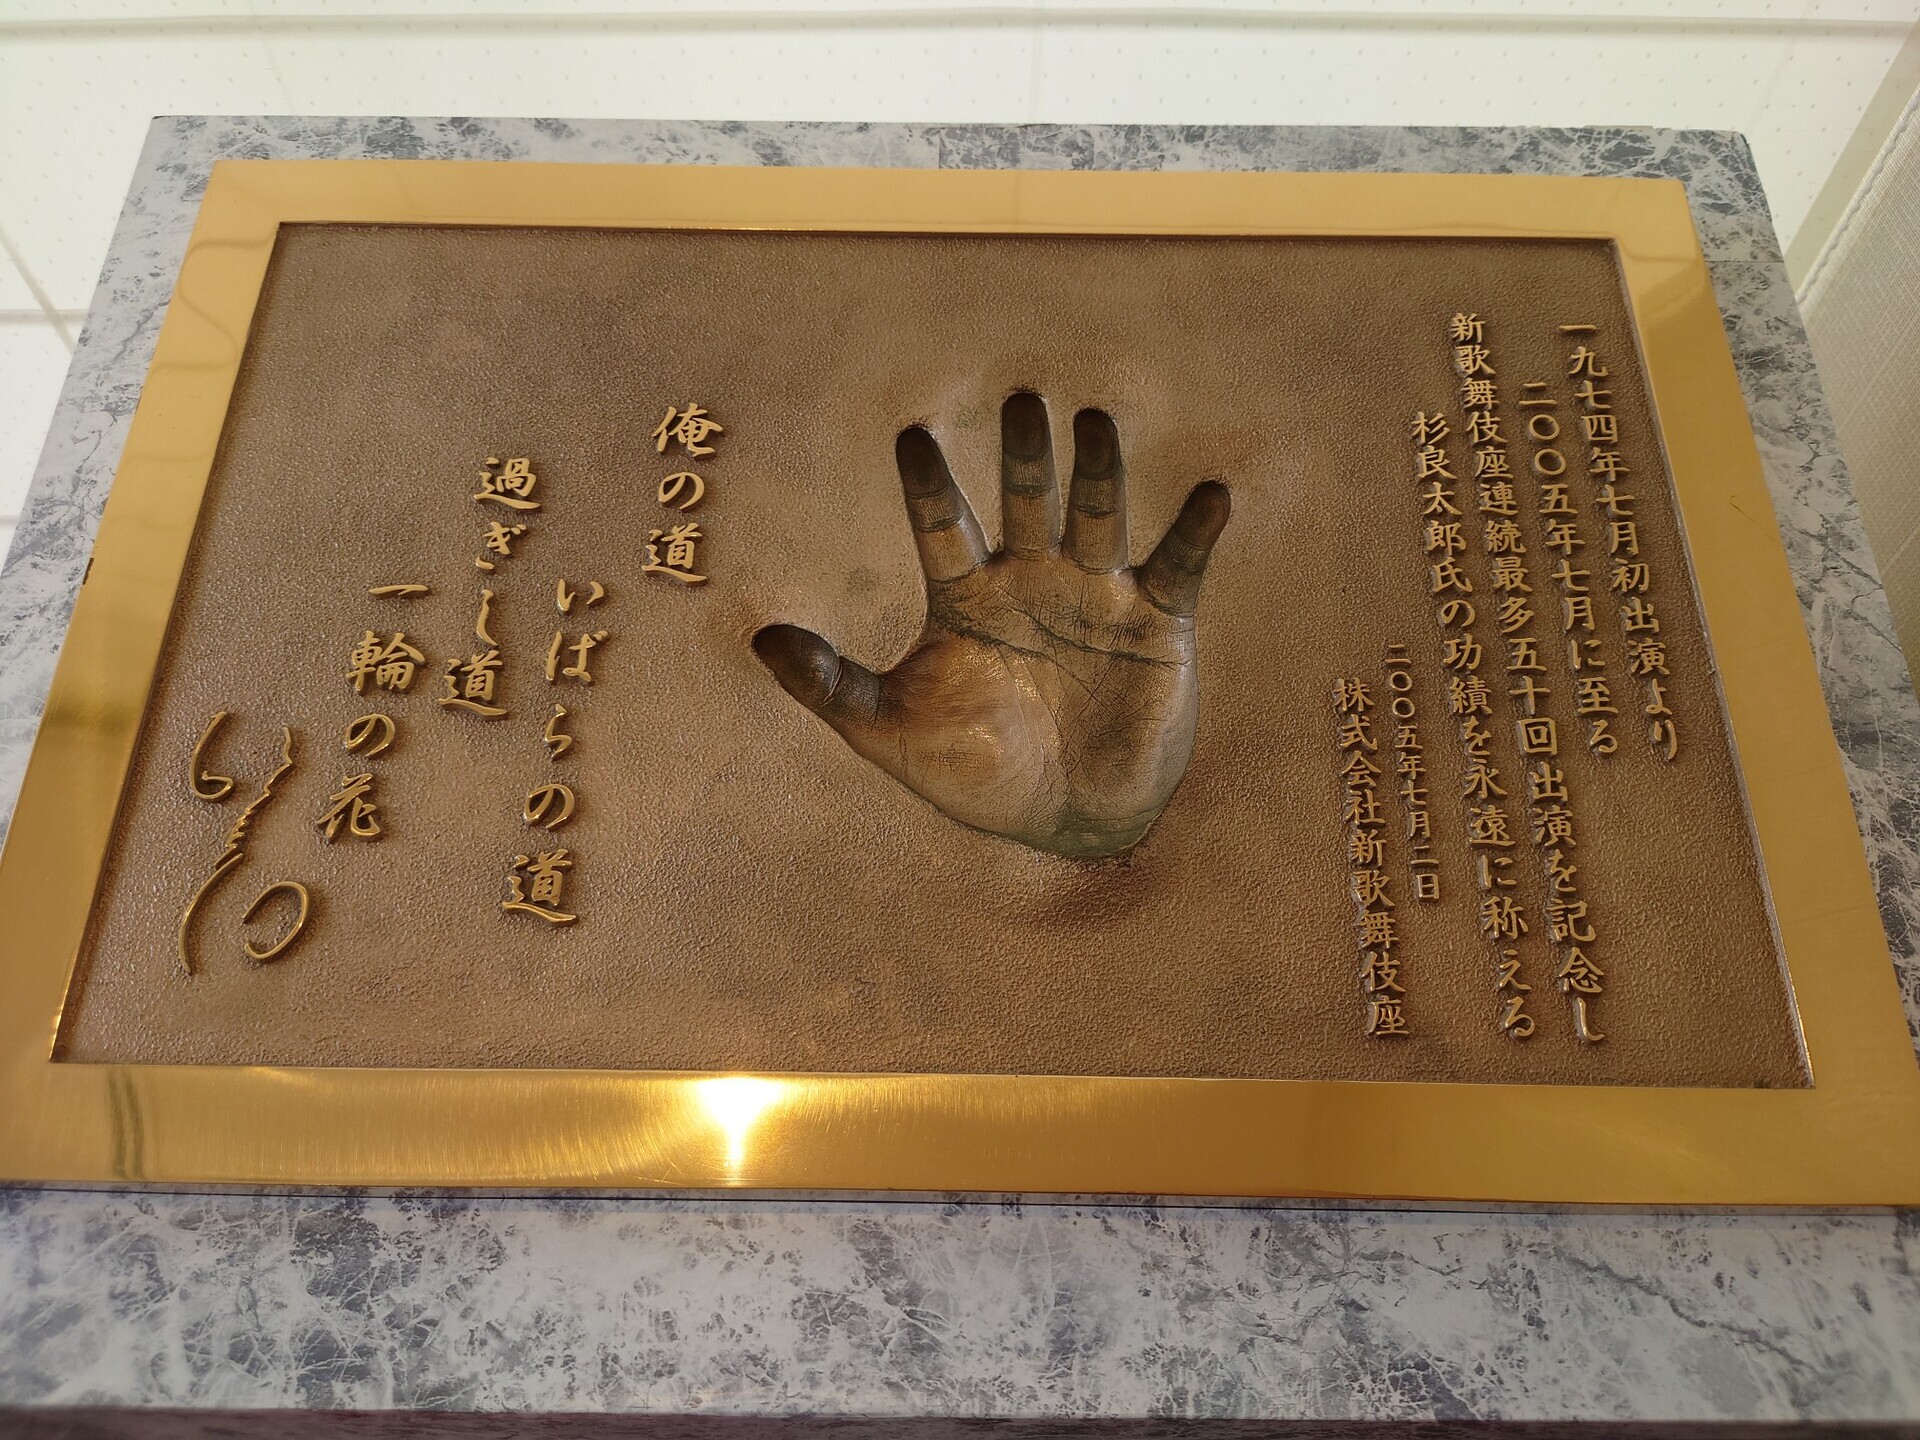 一九七四年七月初出演より
二〇〇五年七月に至る
新歌舞伎座連続最多五十回出演を記念し
杉良太郎氏の功績を永遠に称える
二〇〇五年七月二日
株式会社新歌舞伎座
俺の道
いばらの道
過ぎし道
一輪の花